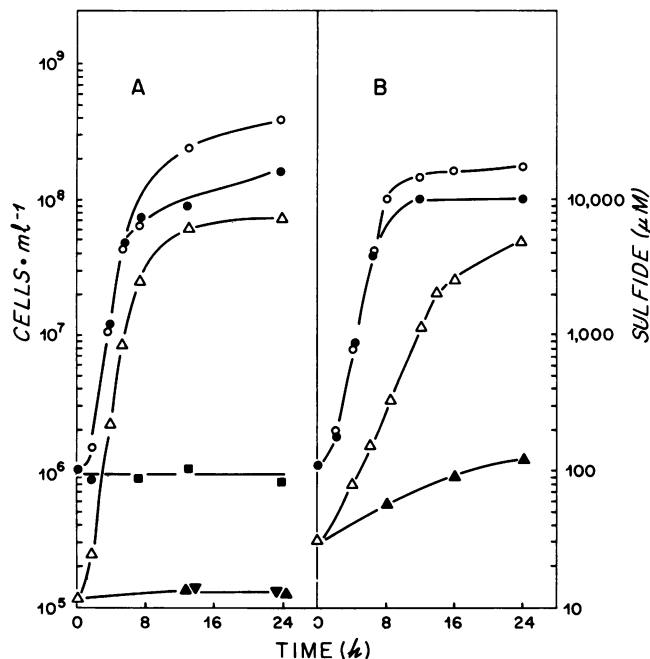 A
B
10⁹
10⁸
10⁷
10⁶
10⁵
CELLS • ml⁻¹
10,000
1,000
100
10
SULFIDE (μM)
0 8 16 24 0 8 16 24
TIME (h)